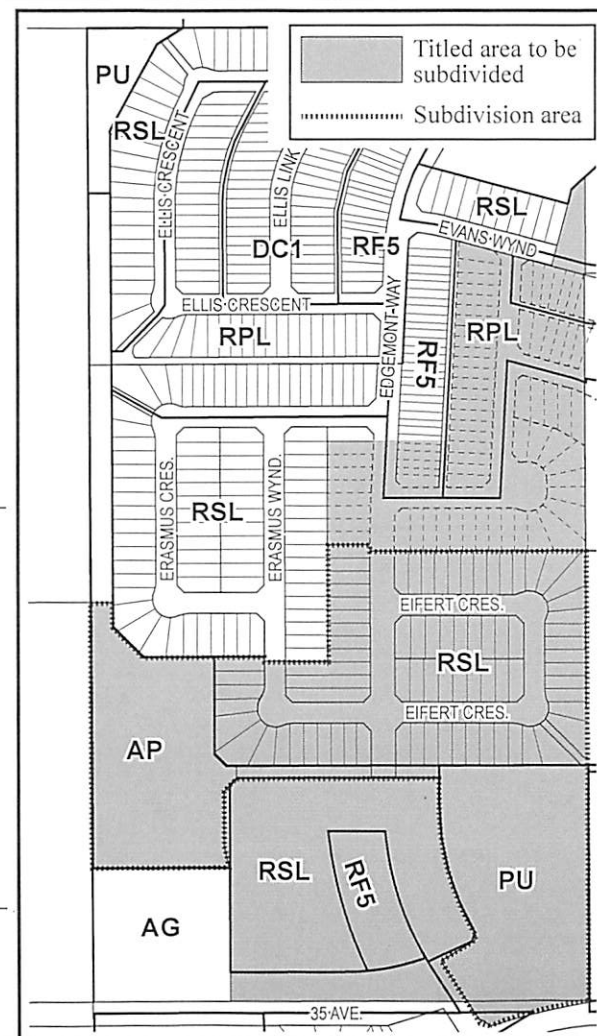 Titled area to be
subdivided
Subdivision area
PU
RSL
ELLIS CRESCENT
ELLIS LINK
DC1
RF5
RSL
EVANS WYND
ELLIS CRESCENT
RPL
EDGEMONT WAY
RF5
RPL
ERASMUS CRES.
RSL
ERASMUS WYND.
EIFERT CRES.
RSL
EIFERT CRES.
AP
RSL
RF5
PU
AG
35 AVE.